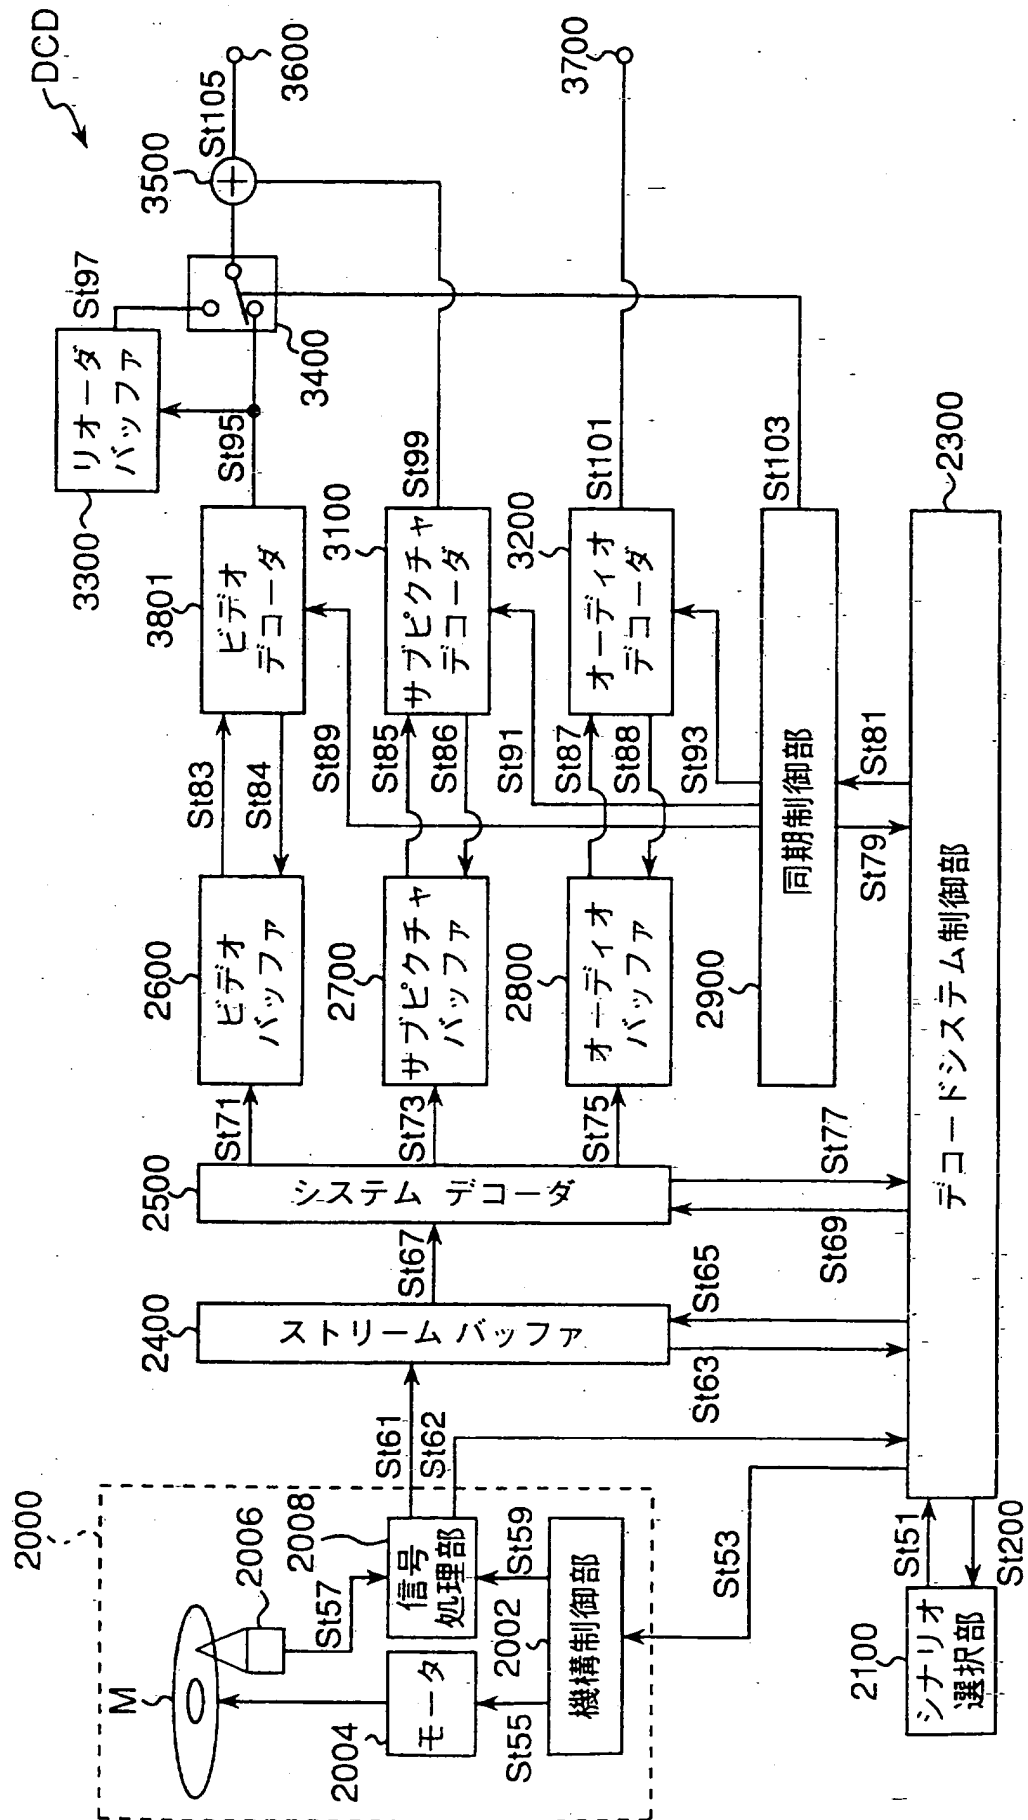 DCD
2000
M
2006
St57
2008
信号
処理部
2004
モータ
2002
St55
St59
機構制御部
St53
St61
St62
2400
ストリーム バッファ
St63
St65
St67
2500
システム デコーダ
St69
St77
St71
St73
St75
2600
ビデオ
バッファ
2700
サブピクチャ
バッファ
2800
オーディオ
バッファ
2900
同期制御部
St79
St81
St83
St84
St89
St85
St86
St91
St87
St88
St93
3801
ビデオ
デコーダ
3100
サブピクチャ
デコーダ
3200
オーディオ
デコーダ
St95
St99
St101
St103
3300
リオーダ
バッファ
St97
3400
3500
St105
3600
3700
2300
デコードシステム制御部
2100
シナリオ
選択部
St51
St200